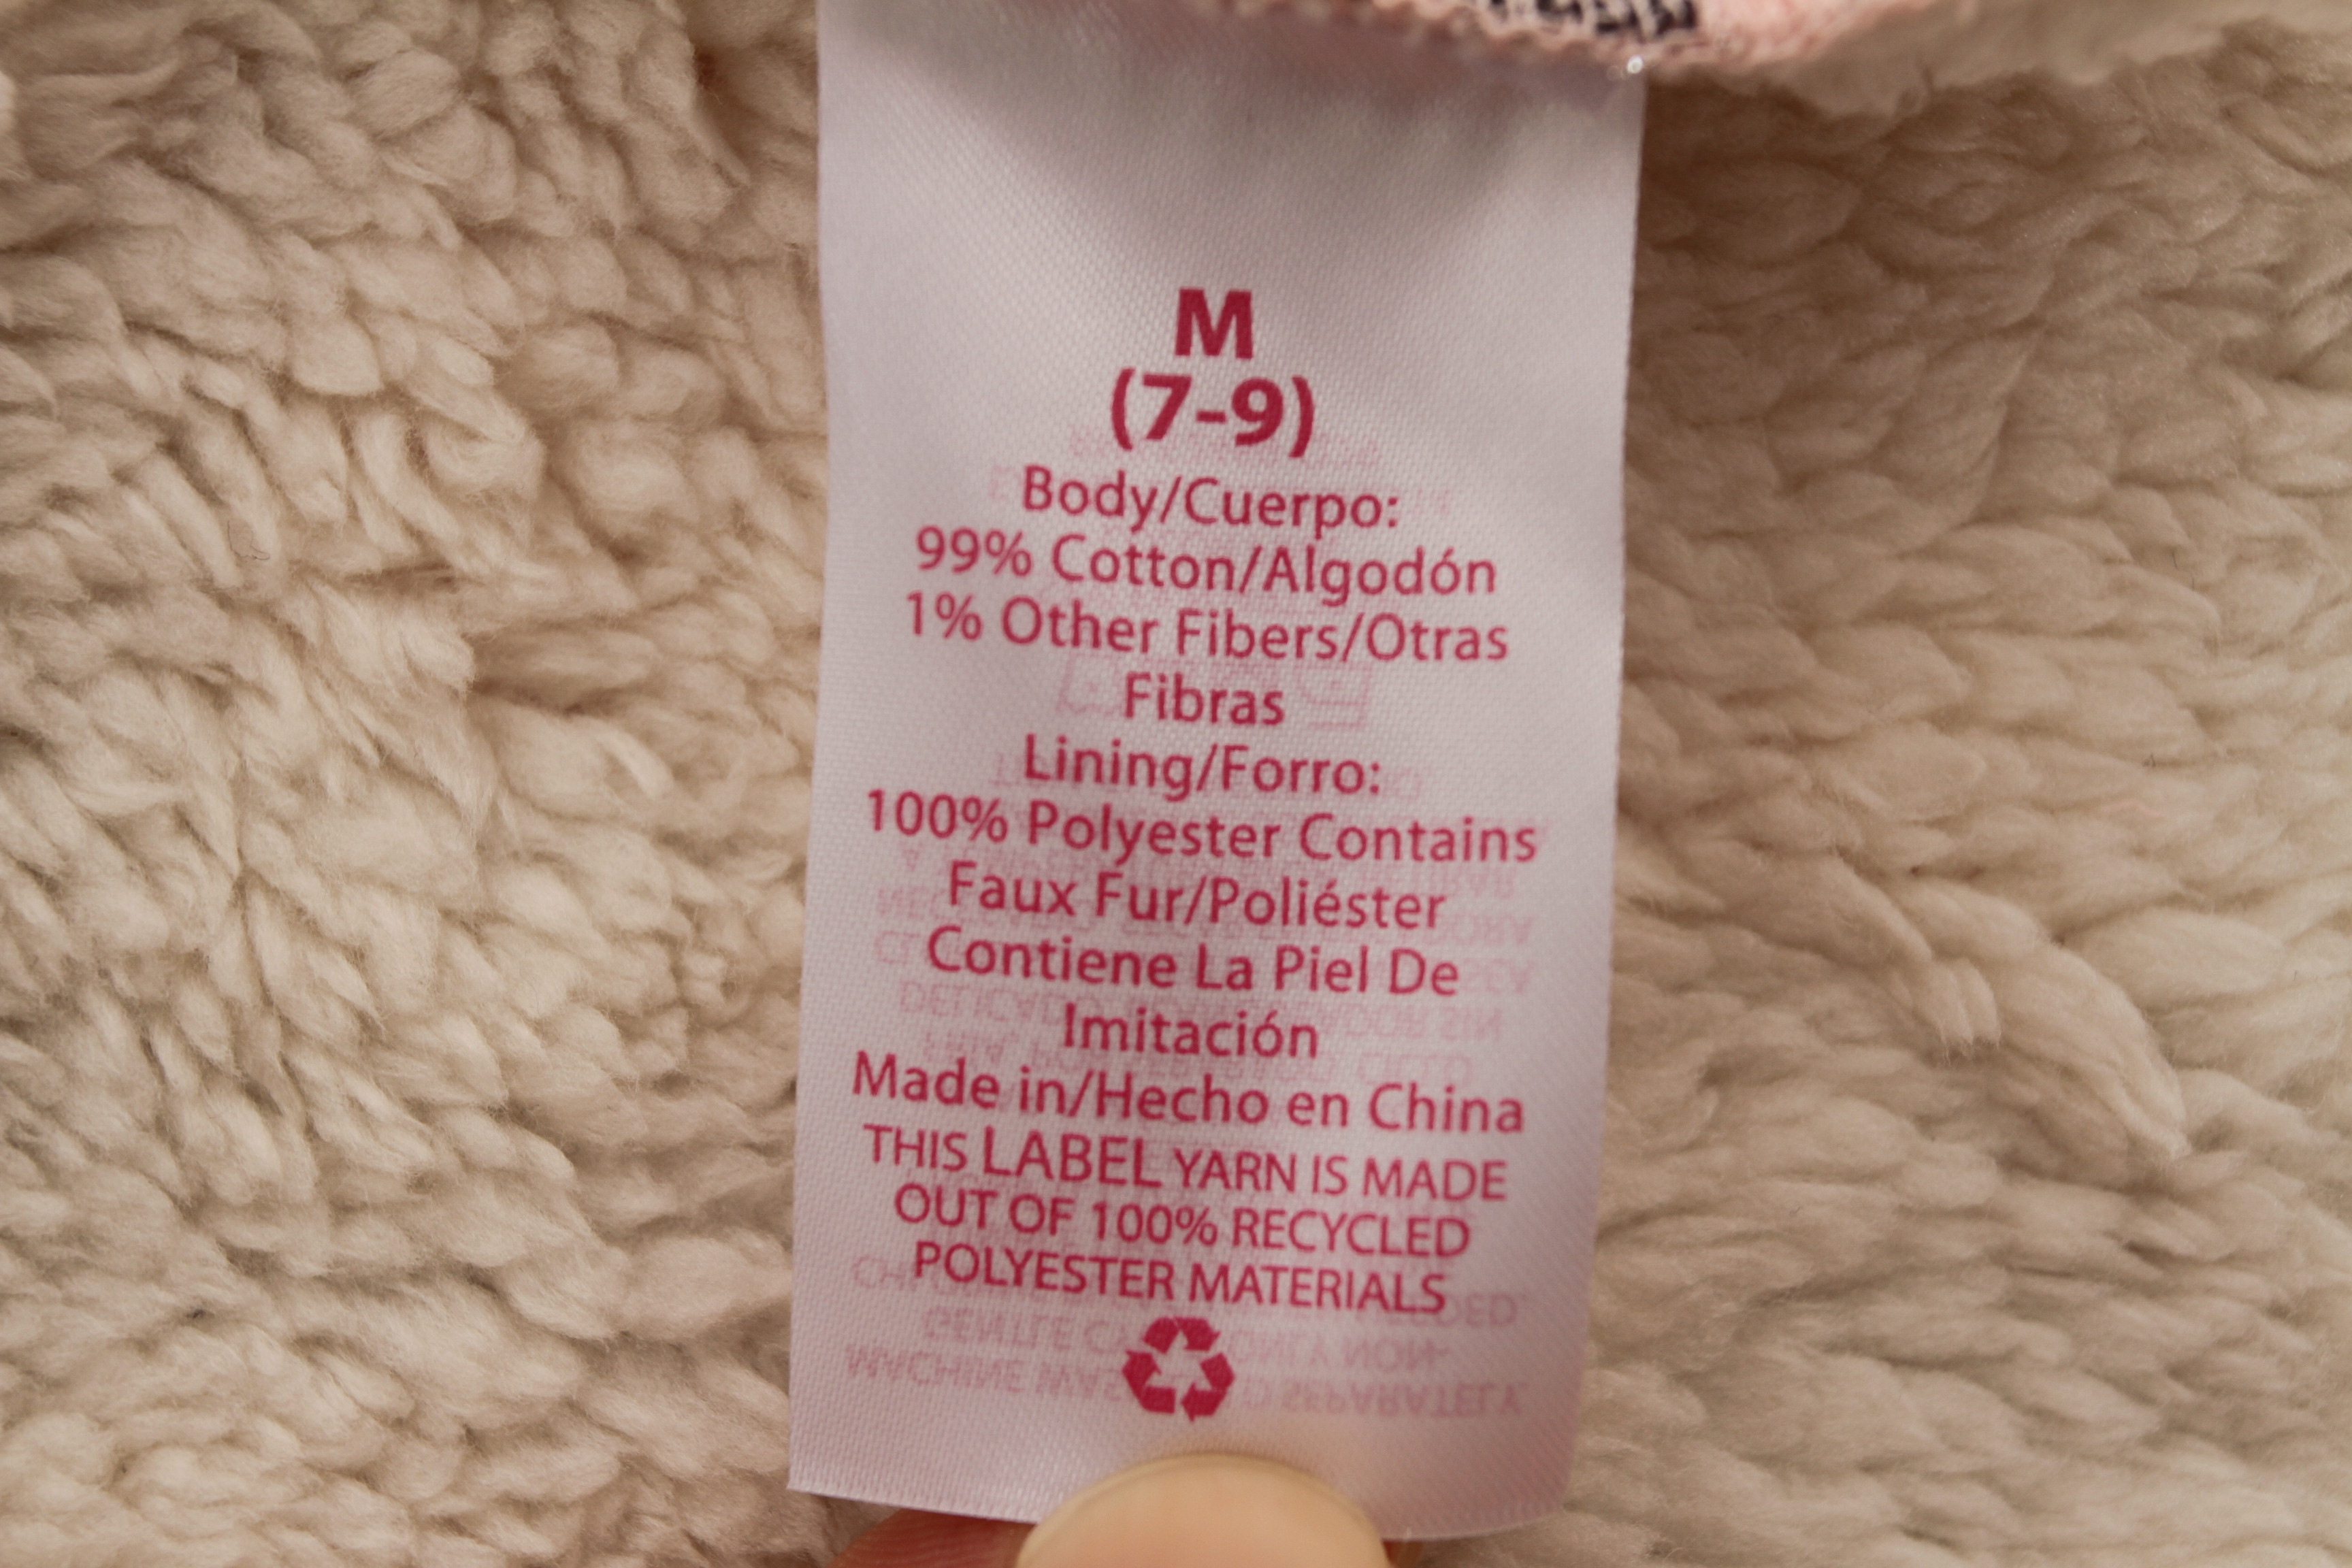 M
(7-9)
Body/Cuerpo:
99% Cotton/Algodón
1% Other Fibers/Otras
Fibras
Lining/Forro:
100% Polyester Contains
Faux Fur/Poliéster
Contiene La Piel De
Imitación
Made in/Hecho en China
THIS LABEL YARN IS MADE
OUT OF 100% RECYCLED
POLYESTER MATERIALS